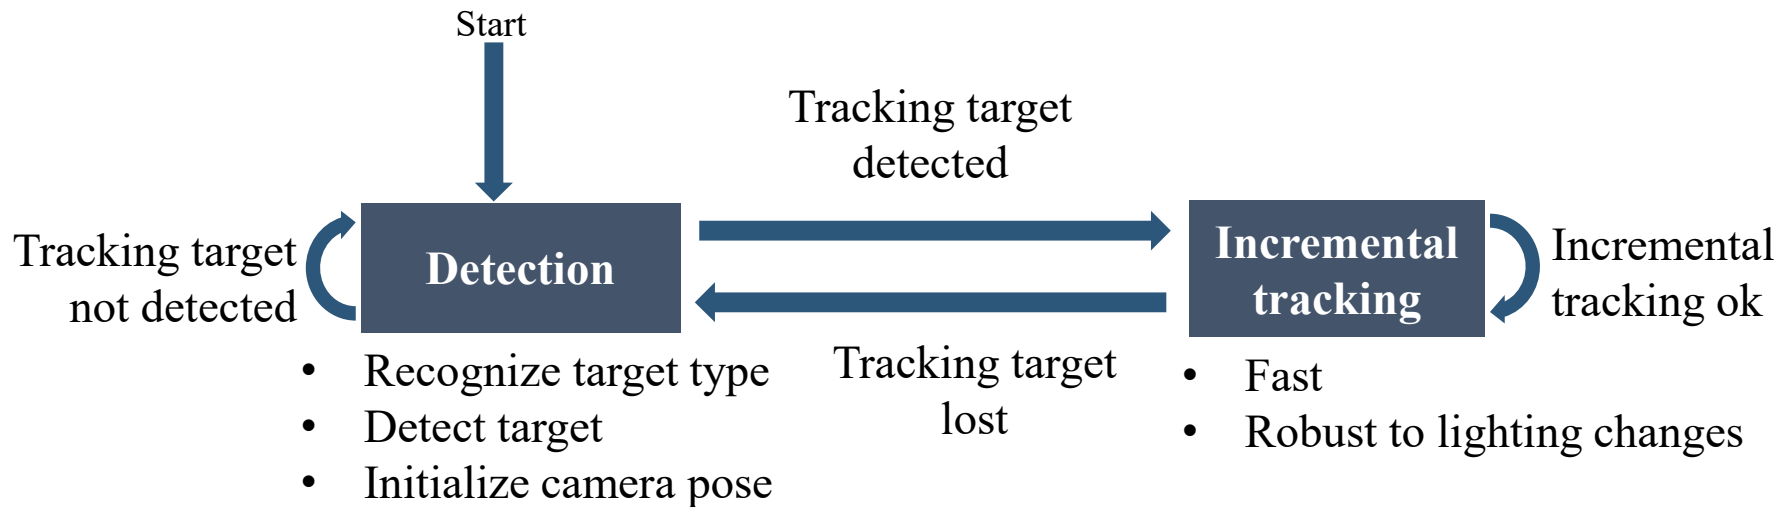 Start
Tracking target
detected
Tracking target
not detected
Detection
Incremental
tracking
Incremental
tracking ok
Tracking target
lost
• Recognize target type
• Detect target
• Initialize camera pose
• Fast
• Robust to lighting changes